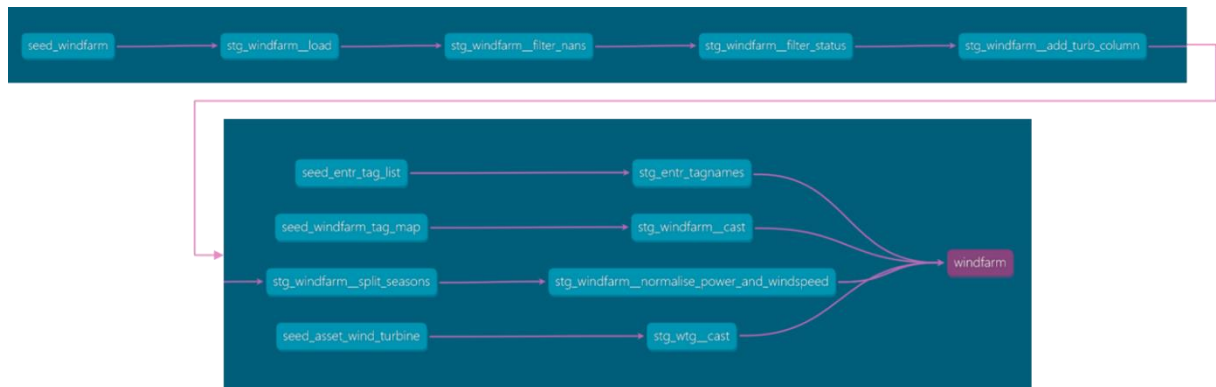 seed_windfarm
stg_windfarm__load
stg_windfarm__filter_nans
stg_windfarm__filter_status
stg_windfarm__add_turb_column
seed_entr_tag_list
stg_entr_tagnames
seed_windfarm_tag_map
stg_windfarm__cast
windfarm
stg_windfarm__split_seasons
stg_windfarm__normalise_power_and_windspeed
seed_asset_wind_turbine
stg_wtg__cast